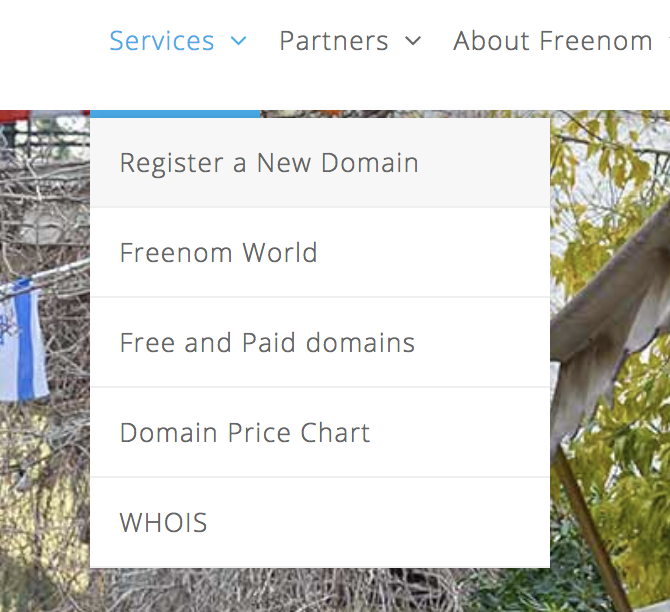 Services Partners About Freenom
Register a New Domain
Freenom World
Free and Paid domains
Domain Price Chart
WHOIS